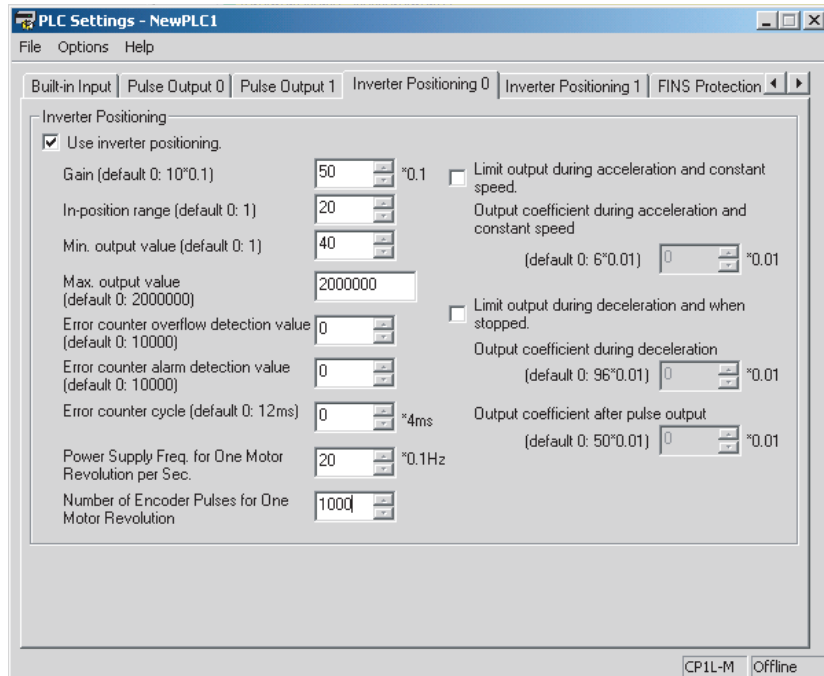 PLC Settings - NewPLC1
File Options Help
Built-in Input Pulse Output 0 Pulse Output 1 Inverter Positioning 0 Inverter Positioning 1 FINS Protection
Inverter Positioning
Use inverter positioning.
Gain (default 0: 10*0.1) 50 *0.1
In-position range (default 0: 1) 20
Min. output value (default 0: 1) 40
Max. output value
(default 0: 2000000) 2000000
Error counter overflow detection value
(default 0: 10000) 0
Error counter alarm detection value
(default 0: 10000) 0
Error counter cycle (default 0: 12ms) 0 *4ms
Power Supply Freq. for One Motor
Revolution per Sec. 20 *0.1Hz
Number of Encoder Pulses for One
Motor Revolution 1000
Limit output during acceleration and constant
speed.
Output coefficient during acceleration and
constant speed
(default 0: 6*0.01) 0 *0.01
Limit output during deceleration and when
stopped.
Output coefficient during deceleration
(default 0: 96*0.01) 0 *0.01
Output coefficient after pulse output
(default 0: 50*0.01) 0 *0.01
CP1L-M Offline